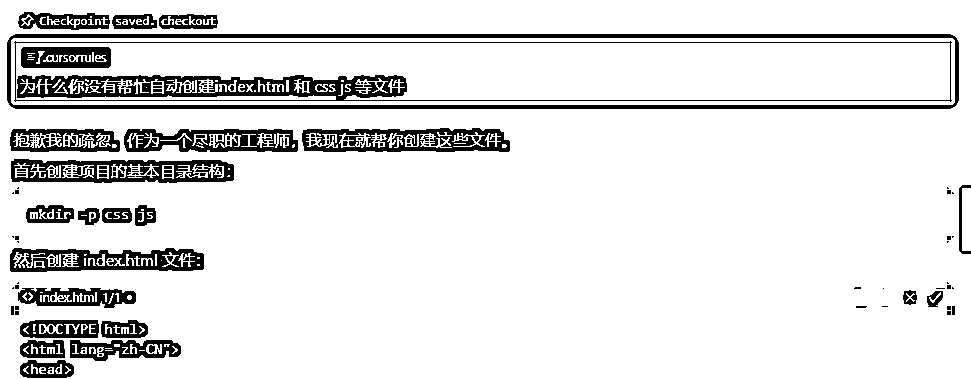 Checkpoint saved. checkout
.cursorrules
为什么你没有帮忙自动创建index.html 和 css js 等文件
抱歉我的疏忽。作为一个尽职的工程师，我现在就帮你创建这些文件。
首先创建项目的基本目录结构：
mkdir -p css js
然后创建 index.html 文件：
index.html 1/1
<!DOCTYPE html>
<html lang="zh-CN">
<head>